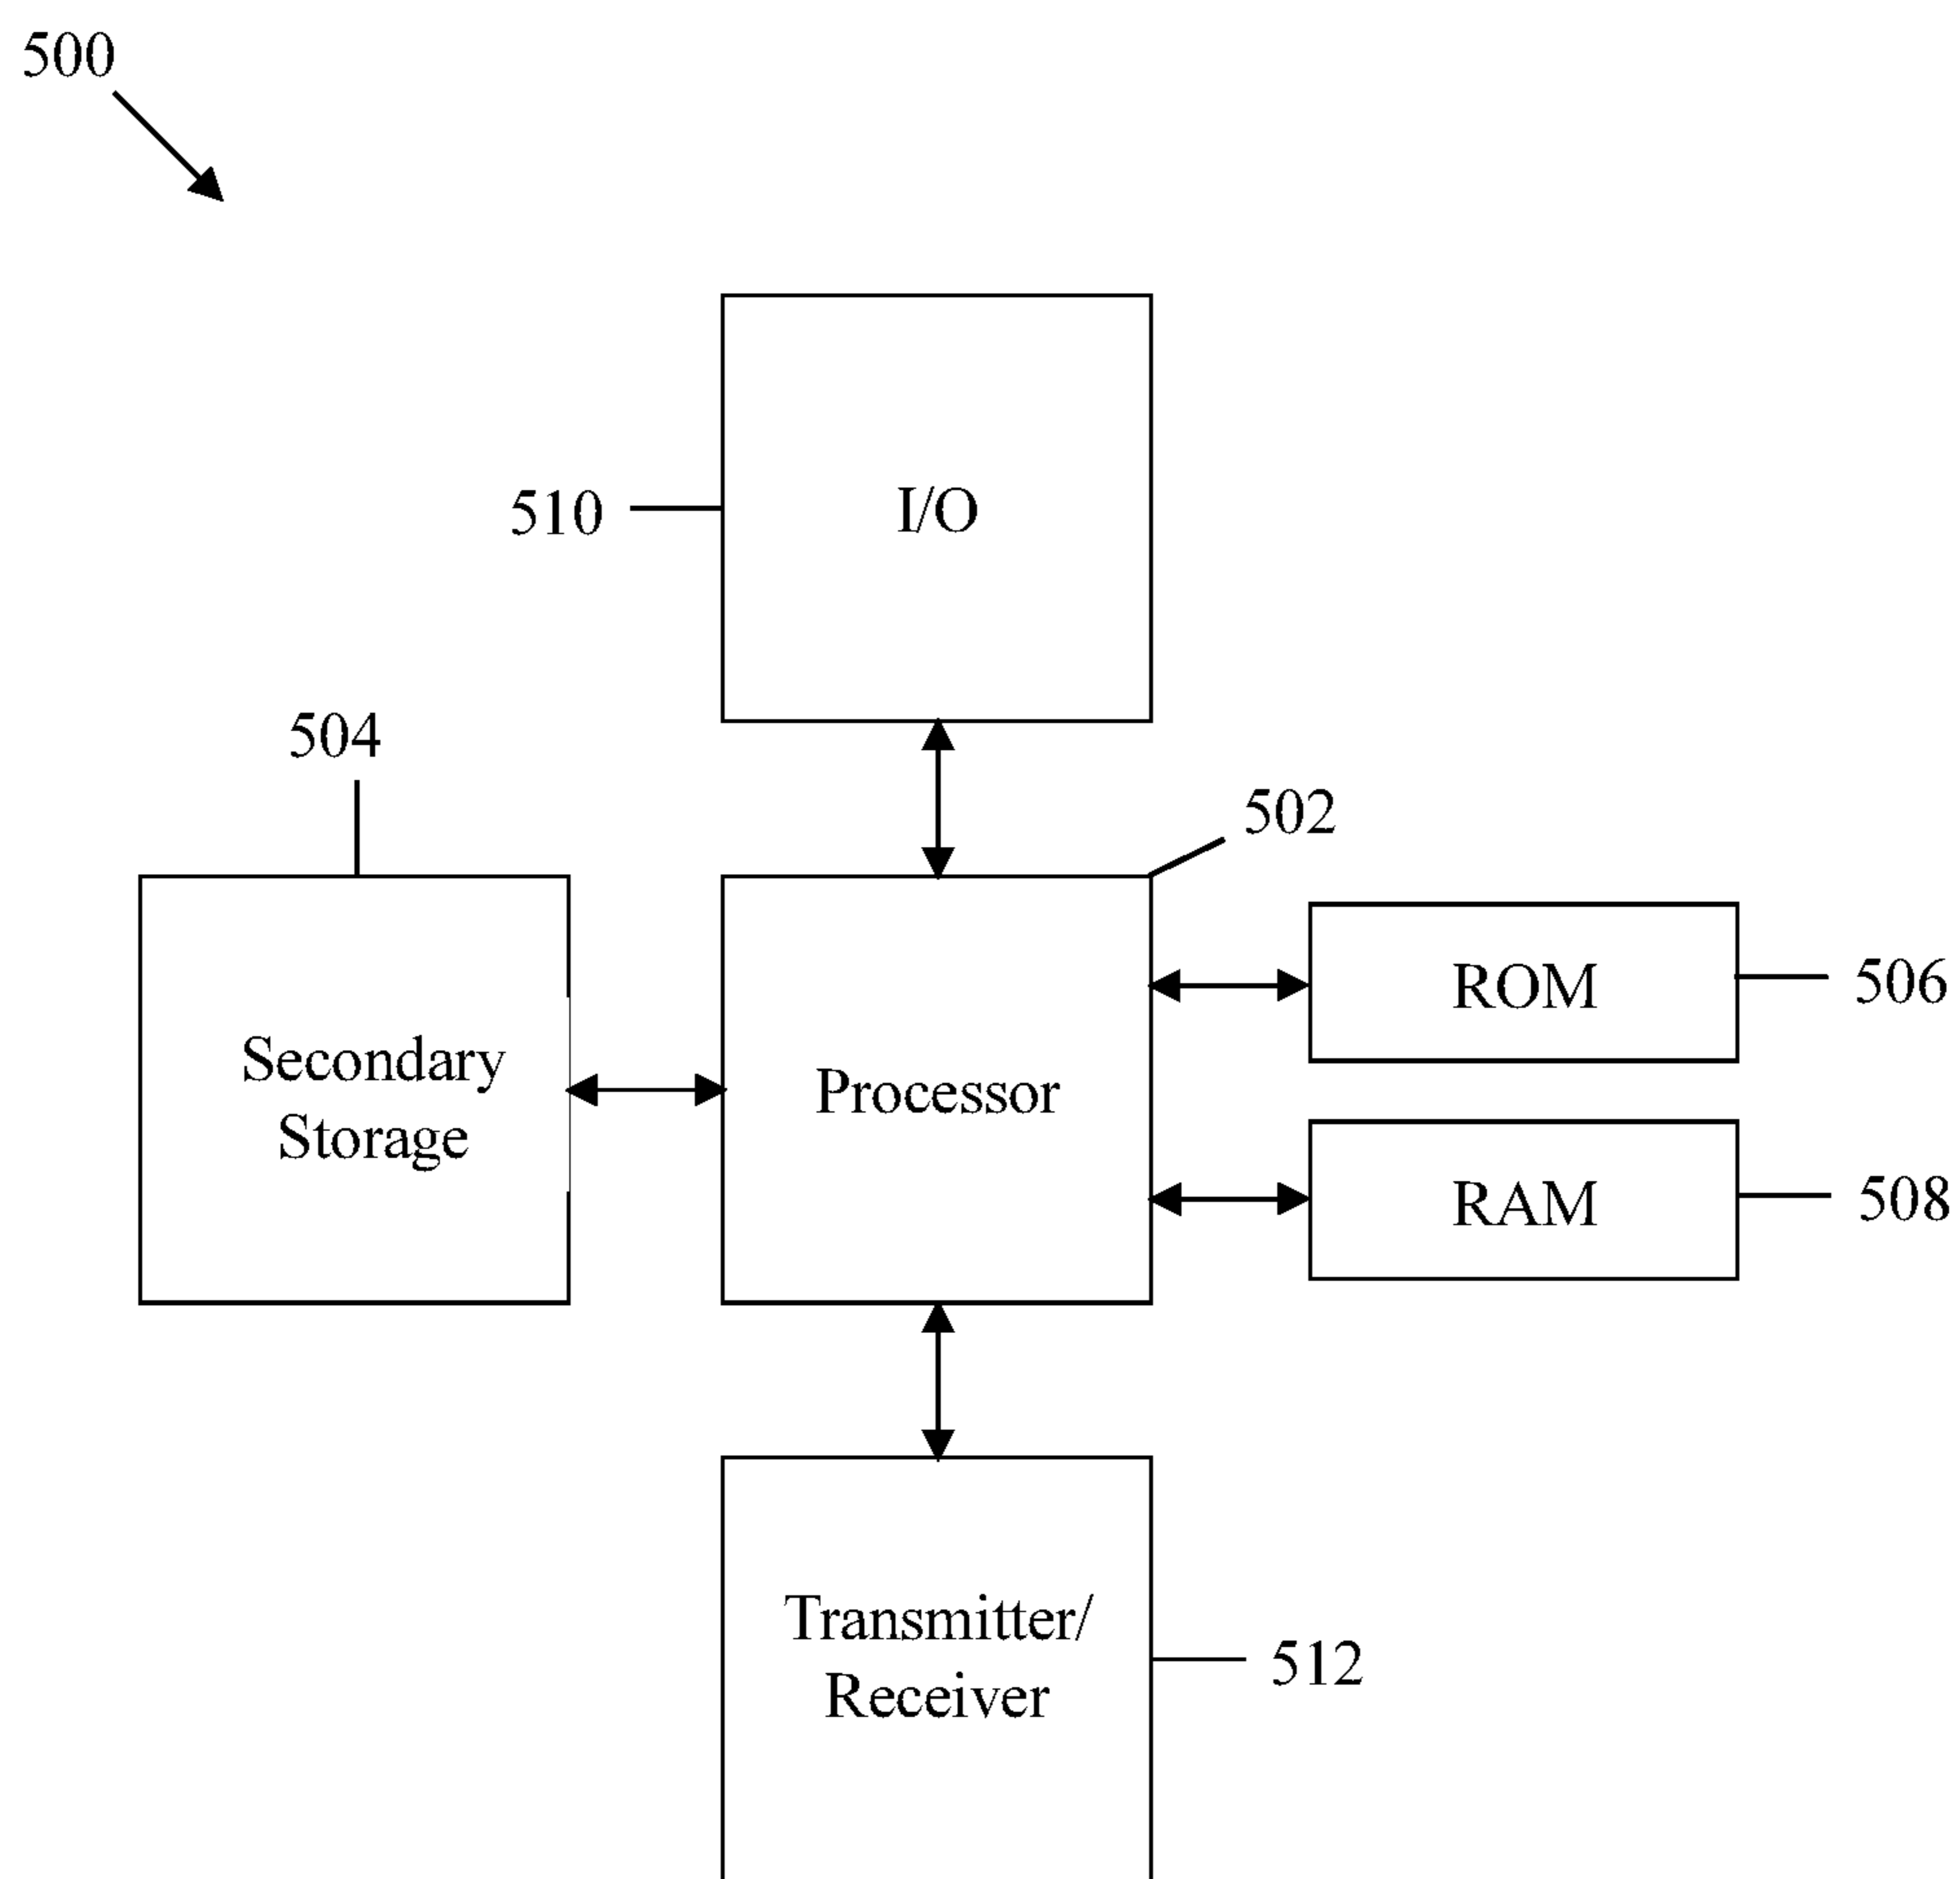 500
I/O
510
504
502
ROM
506
Secondary
Storage
Processor
RAM
508
Transmitter/
Receiver
512